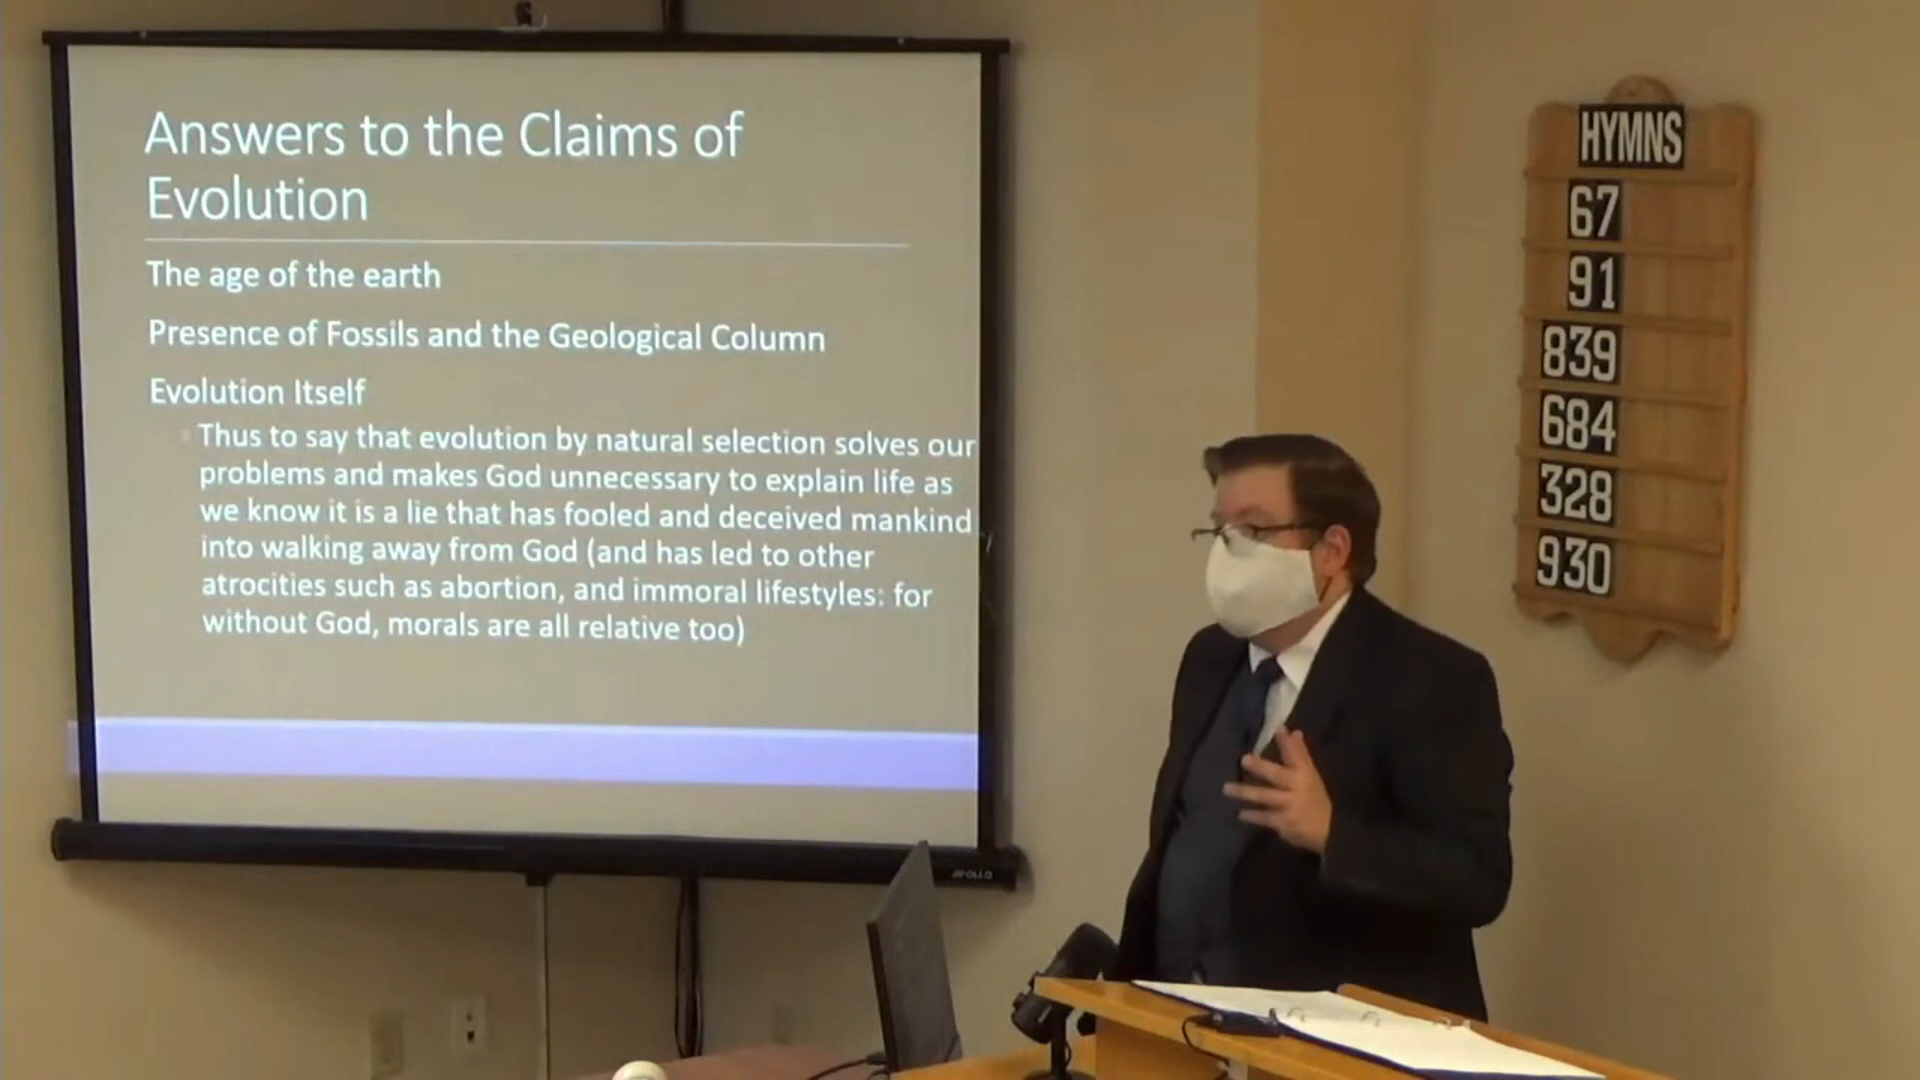 Answers to the Claims of
Evolution
The age of the earth
Presence of Fossils and the Geological Column
Evolution Itself
Thus to say that evolution by natural selection solves our
problems and makes God unnecessary to explain life as
we know it is a lie that has fooled and deceived mankind
into walking away from God (and has led to other
atrocities such as abortion, and immoral lifestyles: for
without God, morals are all relative too)
APOLLO
HYMNS
67
91
839
684
328
930